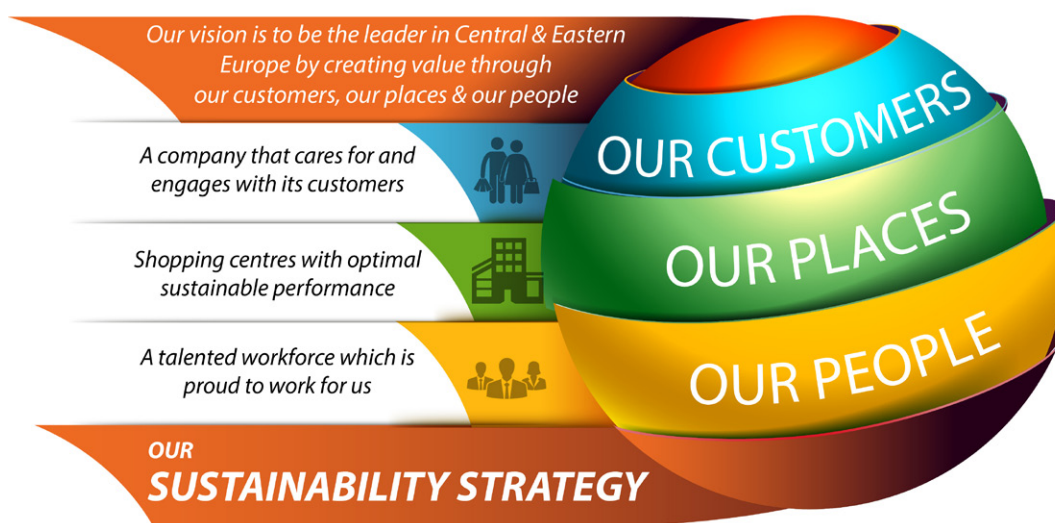 Our vision is to be the leader in Central & Eastern
Europe by creating value through
our customers, our places & our people
A company that cares for and
engages with its customers
Shopping centres with optimal
sustainable performance
A talented workforce which is
proud to work for us
OUR
SUSTAINABILITY STRATEGY
OUR CUSTOMERS
OUR PLACES
OUR PEOPLE